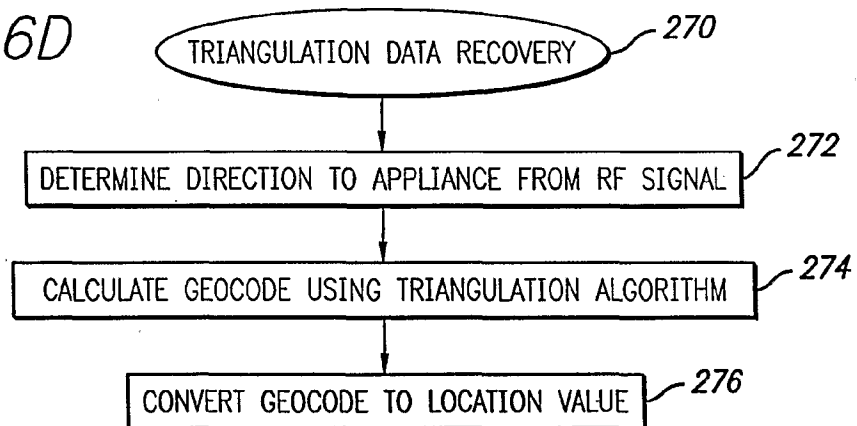 6D
TRIANGULATION DATA RECOVERY
270
DETERMINE DIRECTION TO APPLIANCE FROM RF SIGNAL
272
CALCULATE GEOCODE USING TRIANGULATION ALGORITHM
274
CONVERT GEOCODE TO LOCATION VALUE
276